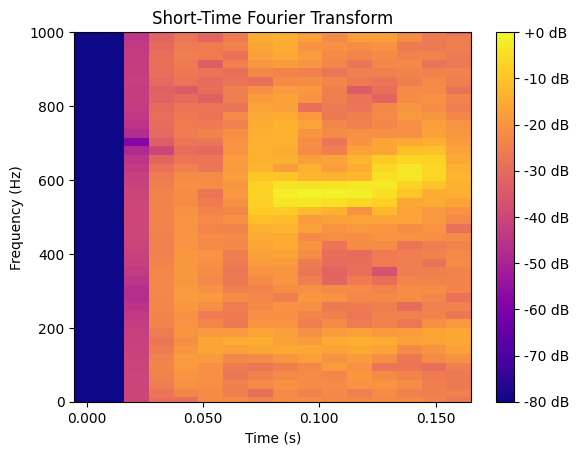 Short-Time Fourier Transform
1000
800
600
400
200
0
Frequency (Hz)
0.000
0.050
0.100
0.150
Time (s)
+0 dB
-10 dB
-20 dB
-30 dB
-40 dB
-50 dB
-60 dB
-70 dB
-80 dB